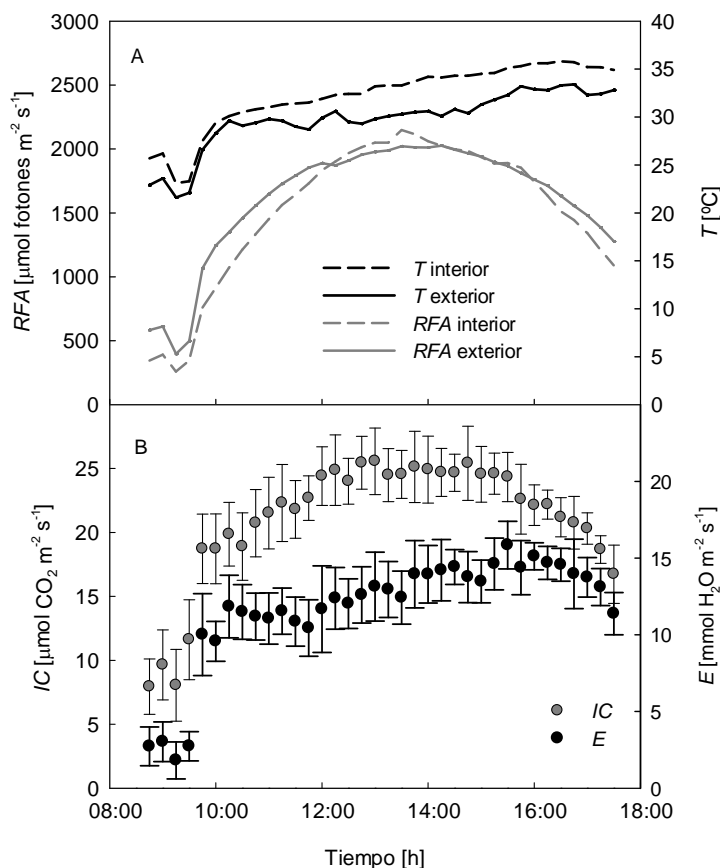 A
RFA [µmol fotones m⁻² s⁻¹]
3000
2500
2000
1500
1000
500
0
T [ºC]
40
35
30
25
20
15
10
5
0
T interior
T exterior
RFA interior
RFA exterior
B
IC [µmol CO₂ m⁻² s⁻¹]
25
20
15
10
5
0
E [mmol H₂O m⁻² s⁻¹]
20
15
10
5
0
IC
E
08:00 10:00 12:00 14:00 16:00 18:00
Tiempo [h]